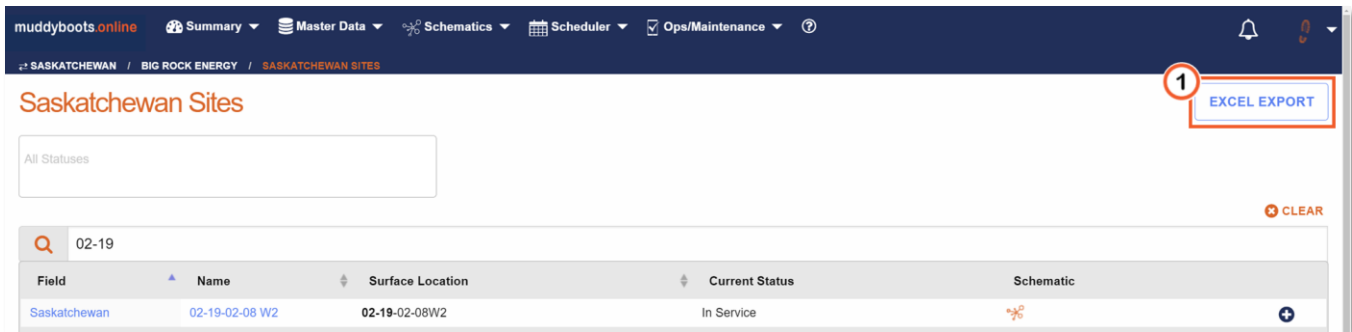 muddyboots.online Summary Master Data Schematics Scheduler Ops/Maintenance ?
SASKATCHEWAN / BIG ROCK ENERGY / SASKATCHEWAN SITES
Saskatchewan Sites
1
EXCEL EXPORT
All Statuses
CLEAR
02-19
Field Name Surface Location Current Status Schematic
Saskatchewan 02-19-02-08 W2 02-19-02-08W2 In Service